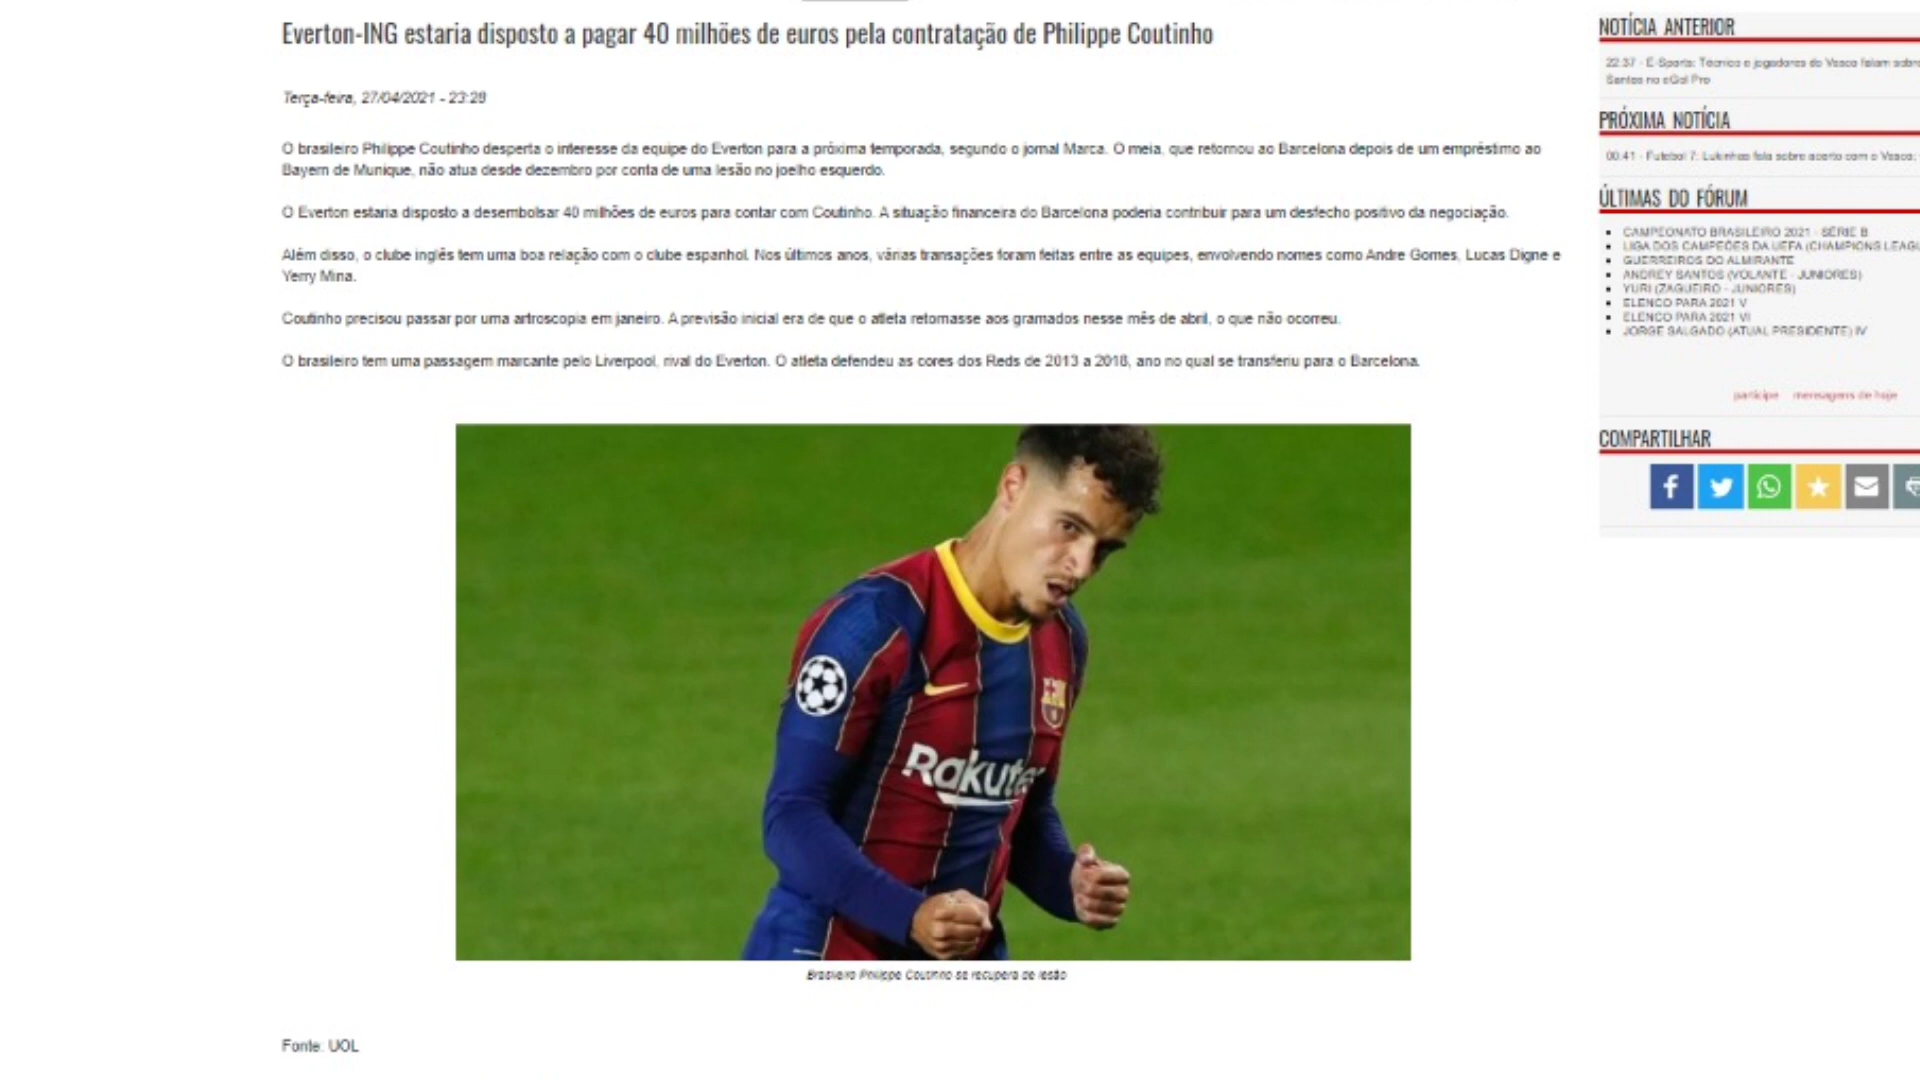 Everton-ING estaria disposto a pagar 40 milhões de euros pela contratação de Philippe Coutinho
Terça-feira, 27/04/2021 - 23:28
O brasileiro Philippe Coutinho desperta o interesse da equipe do Everton para a próxima temporada, segundo o jornal Marca. O meia, que retornou ao Barcelona depois de um empréstimo ao
Bayern de Munique, não atua desde dezembro por conta de uma lesão no joelho esquerdo.
O Everton estaria disposto a desembolsar 40 milhões de euros para contar com Coutinho. A situação financeira do Barcelona poderia contribuir para um desfecho positivo da negociação.
Além disso, o clube inglês tem uma boa relação com o clube espanhol. Nos últimos anos, várias transações foram feitas entre as equipes, envolvendo nomes como Andre Gomes, Lucas Digne e
Yerry Mina.
Coutinho precisou passar por uma artroscopia em janeiro. A previsão inicial era de que o atleta retornasse aos gramados nesse mês de abril, o que não ocorreu.
O brasileiro tem uma passagem marcante pelo Liverpool, rival do Everton. O atleta defendeu as cores dos Reds de 2013 a 2018, ano no qual se transferiu para o Barcelona.
Rakuten
Brasileiro Philippe Coutinho se recupera de lesão
Fonte: UOL
NOTÍCIA ANTERIOR
22:37 - E-Sports: Técnico e jogadores do Vasco falam sobre
Santos no eGol Pro
PRÓXIMA NOTÍCIA
00:41 - Futebol 7: Lukinhas fala sobre acerto com o Vasco:
ÚLTIMAS DO FÓRUM
CAMPEONATO BRASILEIRO 2021 - SÉRIE B
LIGA DOS CAMPEÕES DA UEFA (CHAMPIONS LEAGU
GUERREIROS DO ALMIRANTE
ANDREY SANTOS (VOLANTE - JUNIORES)
YURI (ZAGUEIRO - JUNIORES)
ELENCO PARA 2021 V
ELENCO PARA 2021 VI
JORGE SALGADO (ATUAL PRESIDENTE) IV
participe mensagens de hoje
COMPARTILHAR